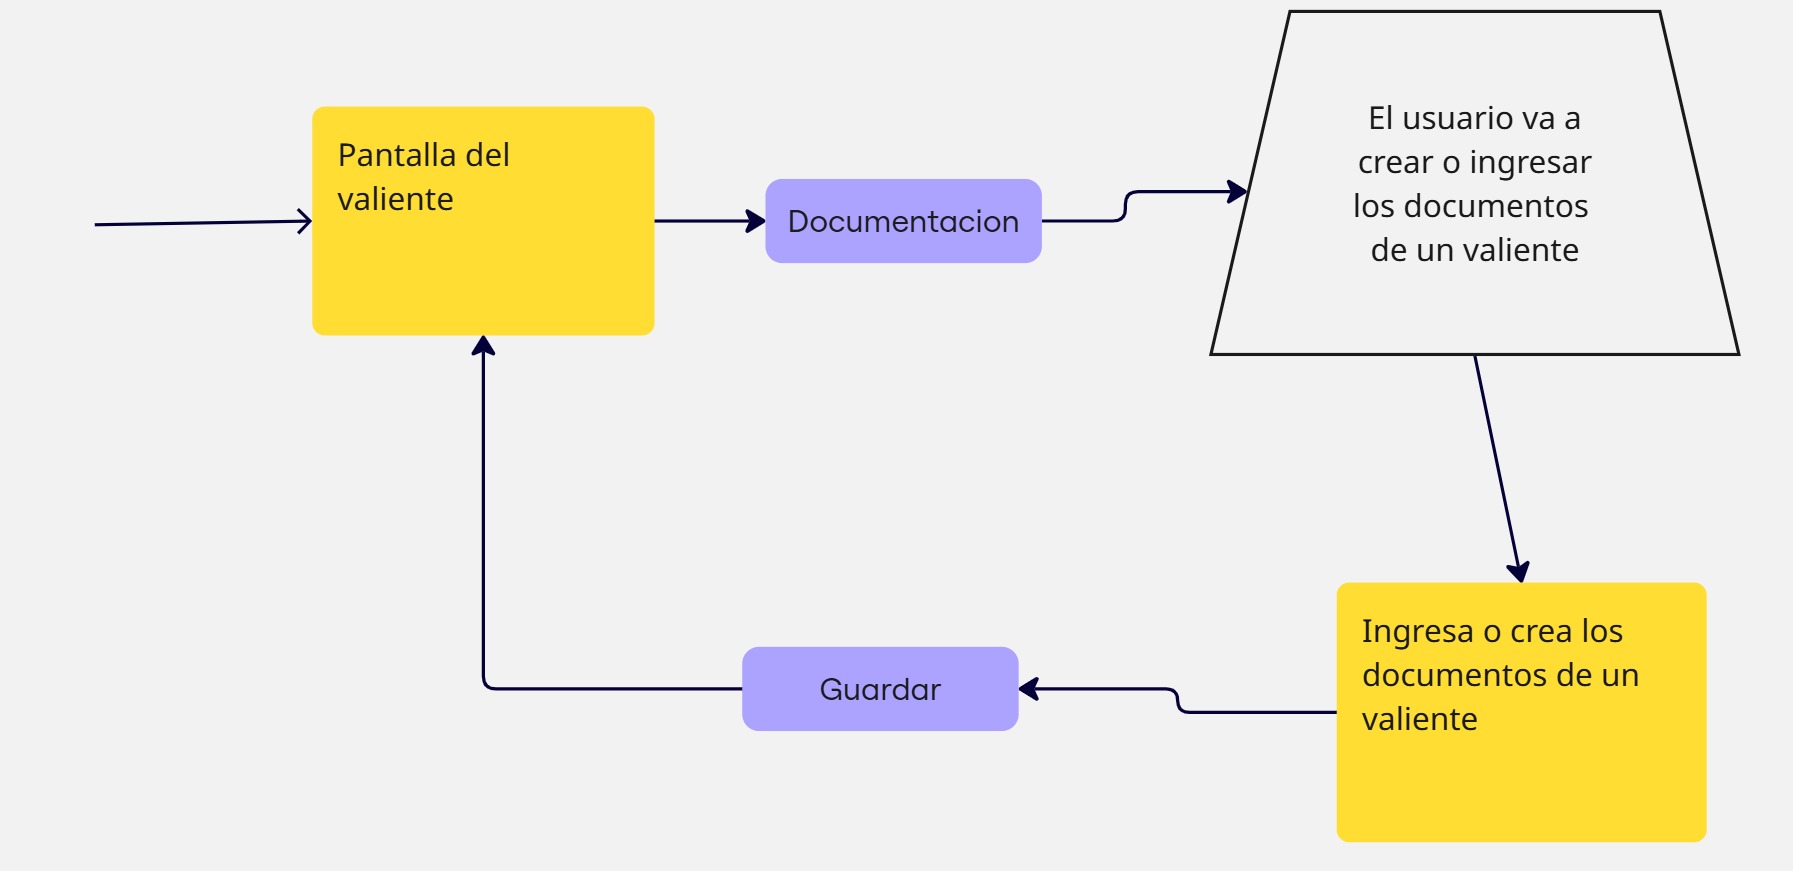 Pantalla del
valiente
Documentacion
El usuario va a
crear o ingresar
los documentos
de un valiente
Ingresa o crea los
documentos de un
valiente
Guardar